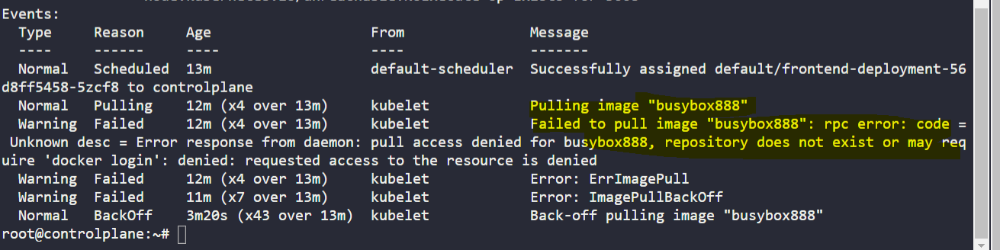 Events:
Type Reason Age From Message
---- ------ ---- ---- -------
Normal Scheduled 13m default-scheduler Successfully assigned default/frontend-deployment-56
d8ff5458-5zcf8 to controlplane
Normal Pulling 12m (x4 over 13m) kubelet Pulling image "busybox888"
Warning Failed 12m (x4 over 13m) kubelet Failed to pull image "busybox888": rpc error: code =
Unknown desc = Error response from daemon: pull access denied for busybox888, repository does not exist or may req
uire 'docker login': denied: requested access to the resource is denied
Warning Failed 12m (x4 over 13m) kubelet Error: ErrImagePull
Warning Failed 11m (x7 over 13m) kubelet Error: ImagePullBackOff
Normal BackOff 3m20s (x43 over 13m) kubelet Back-off pulling image "busybox888"
root@controlplane:~#